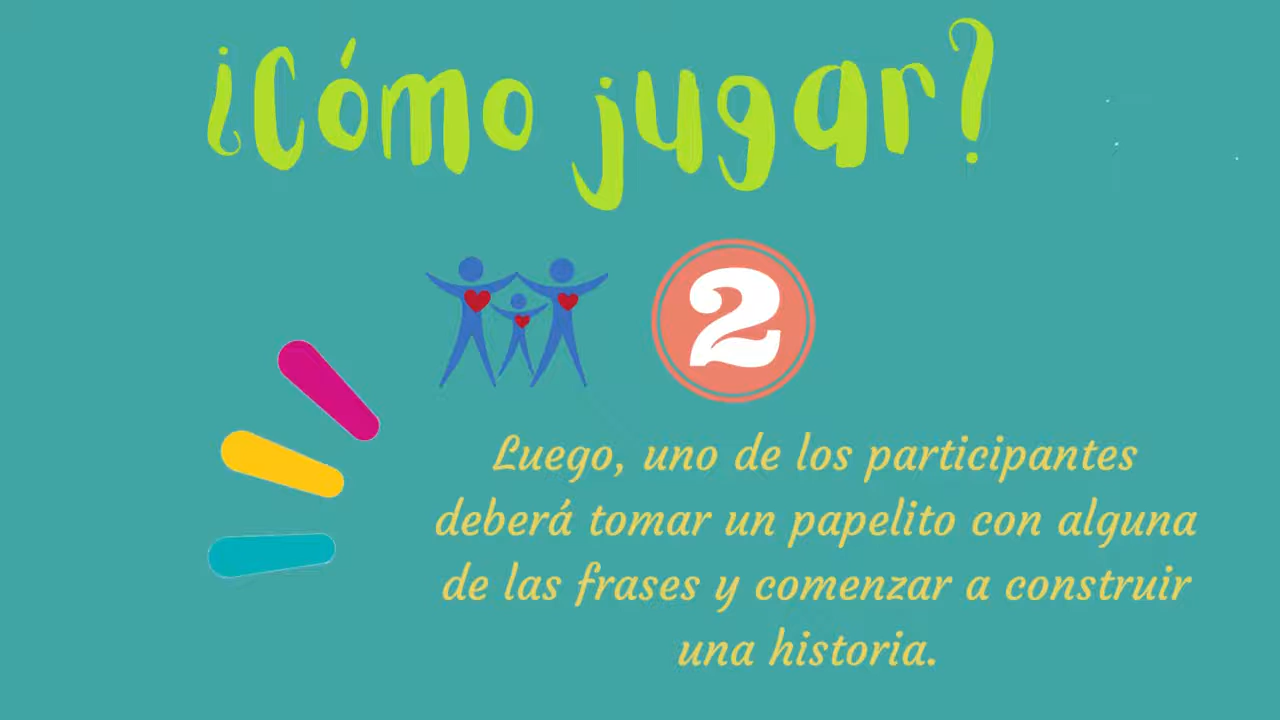 ¿Cómo jugar?
2
Luego, uno de los participantes
deberá tomar un papelito con alguna
de las frases y comenzar a construir
una historia.